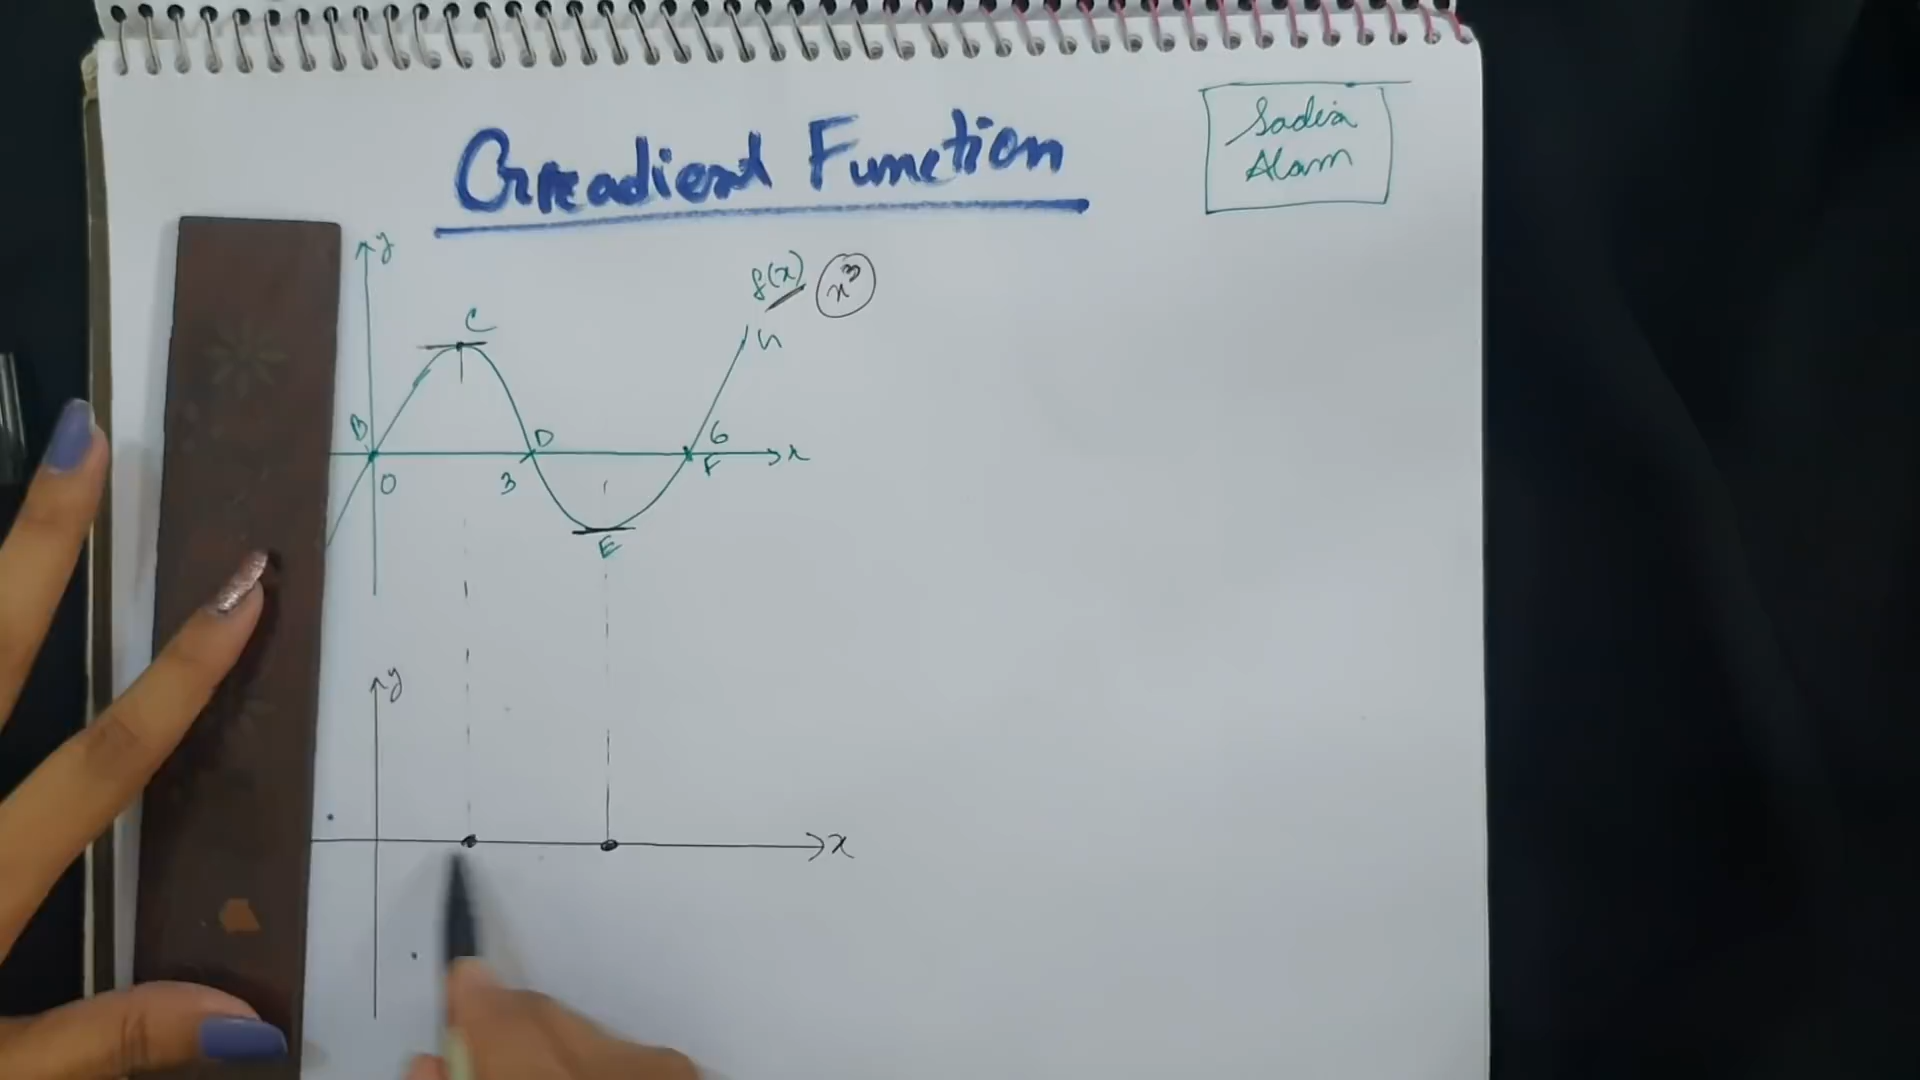 Gradient Function
Sadia
Alam
y
f(x) x³
C
B D 6
x
0 3 F
E
y
x